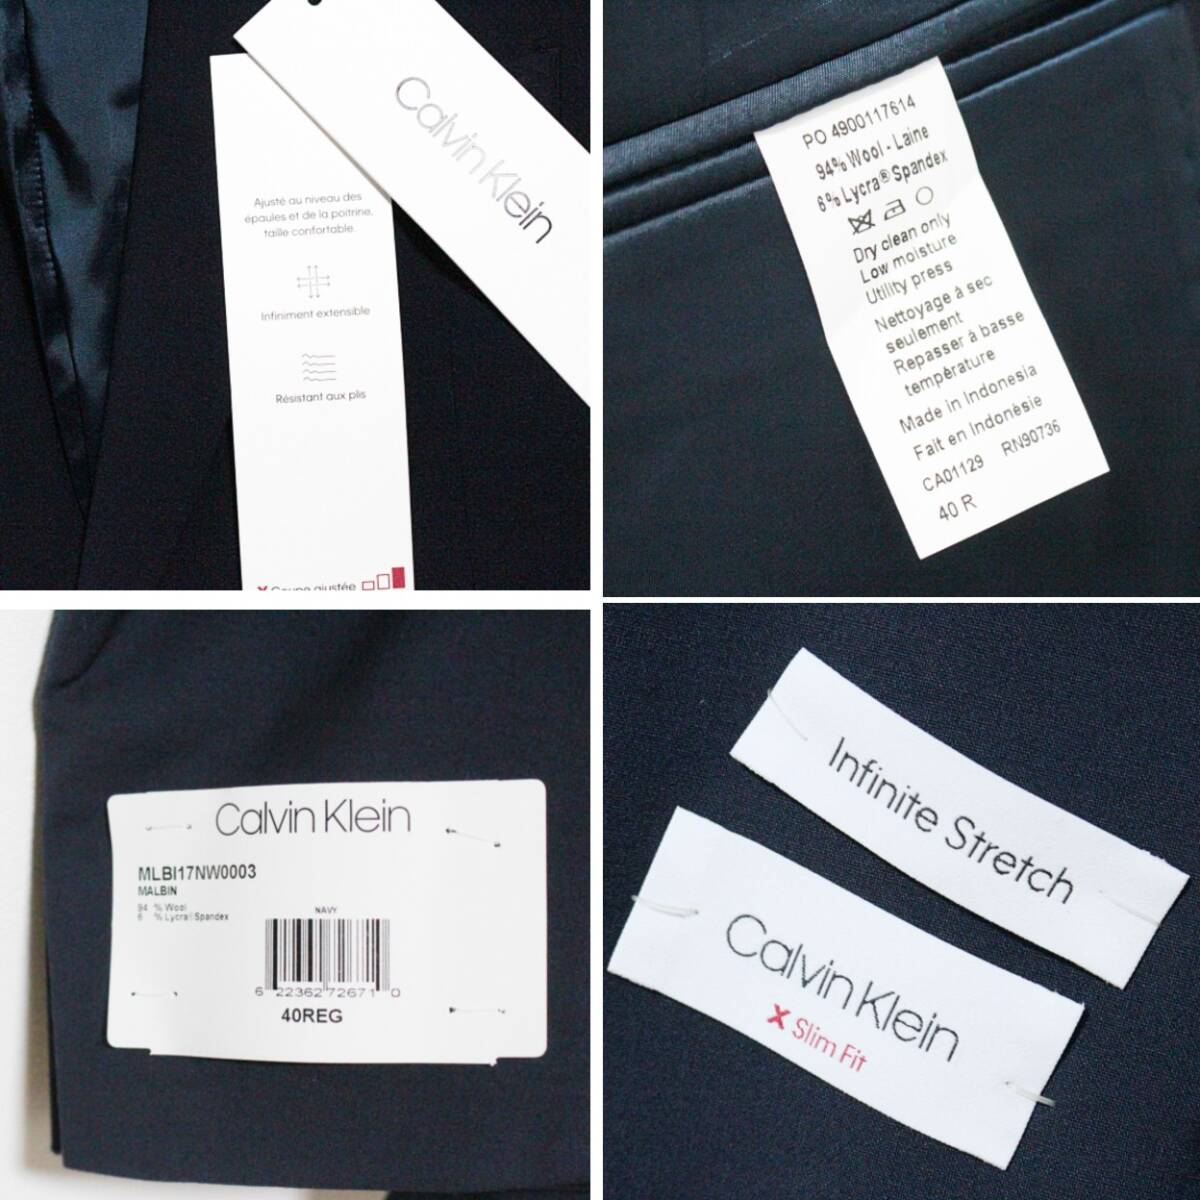 Calvin Klein
Ajusté au niveau des
épaules et de la poitrine,
taille confortable.
Infiniment extensible
Résistant aux plis
X Coupe ajustée
PO 4900117614
94% Wool - Laine
6% Lycra® Spandex
Dry clean only
Low moisture
Utility press
Nettoyage à sec
seulement
Repasser à basse
température
Made in Indonesia
Fait en Indonèsie
CA01129 RN90736
40 R
Calvin Klein
MLBI17NW0003
MALBIN
94 % Wool
6 % Lycra®Spandex
NAVY
6 22362 72671 0
40REG
Infinite Stretch
Calvin Klein
X Slim Fit